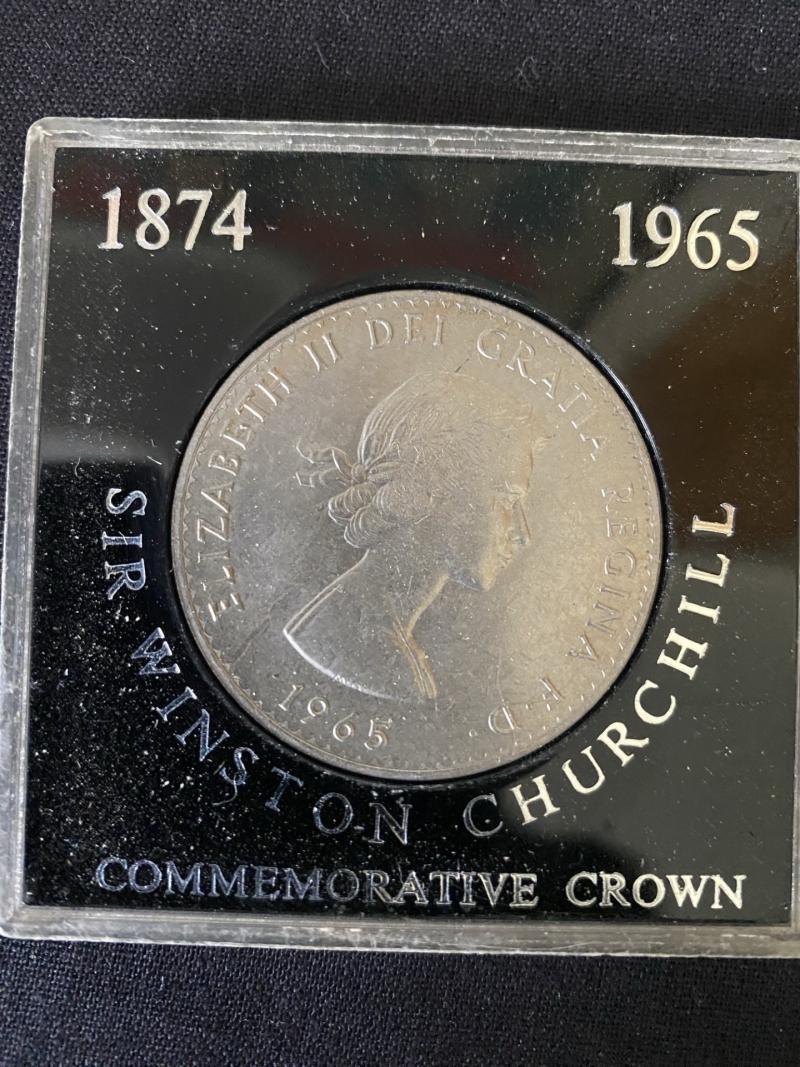 1874 1965
ELIZABETH II DEI GRATIA REGINA F.D.
1965
SIR WINSTON CHURCHILL
COMMEMORATIVE CROWN